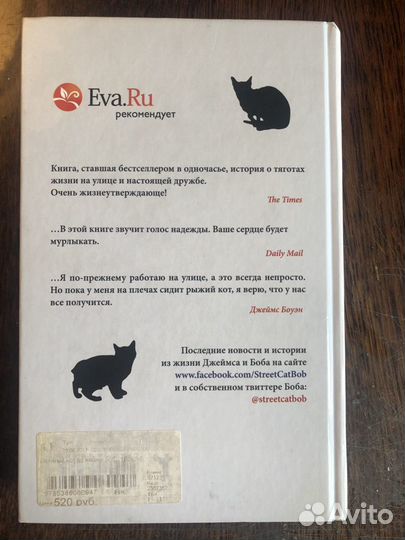 Eva.Ru
рекомендует
Книга, ставшая бестселлером в одночасье, история о тяготах
жизни на улице и настоящей дружбе.
Очень жизнеутверждающе!
The Times
...В этой книге звучит голос надежды. Ваше сердце будет
мурлыкать.
Daily Mail
...Я по-прежнему работаю на улице, а это всегда непросто.
Но пока у меня на плечах сидит рыжий кот, я верю, что у нас
все получится.
Джеймс Боуэн
Последние новости и истории
из жизни Джеймса и Боба на сайте
www.facebook.com/StreetCatBob
и в собственном твиттере Боба:
@streetcatbob
520 руб
Avito